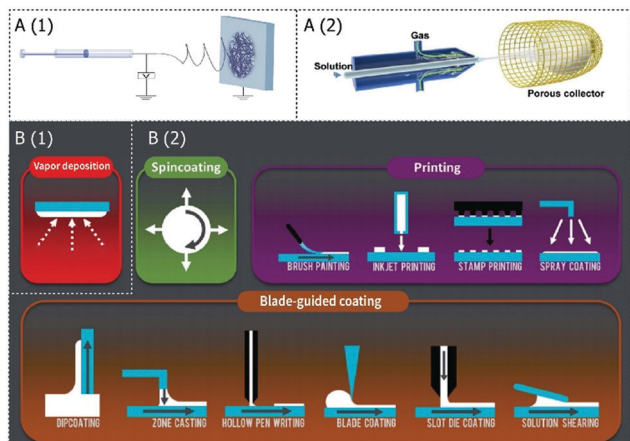 A (1)
A (2)
Gas
Solution
Porous collector
V
B (1)
B (2)
Vapor deposition
Spincoating
Printing
BRUSH PAINTING
INKJET PRINTING
STAMP PRINTING
SPRAY COATING
Blade-guided coating
DIPCOATING
ZONE CASTING
HOLLOW PEN WRITING
BLADE COATING
SLOT DIE COATING
SOLUTION SHEARING